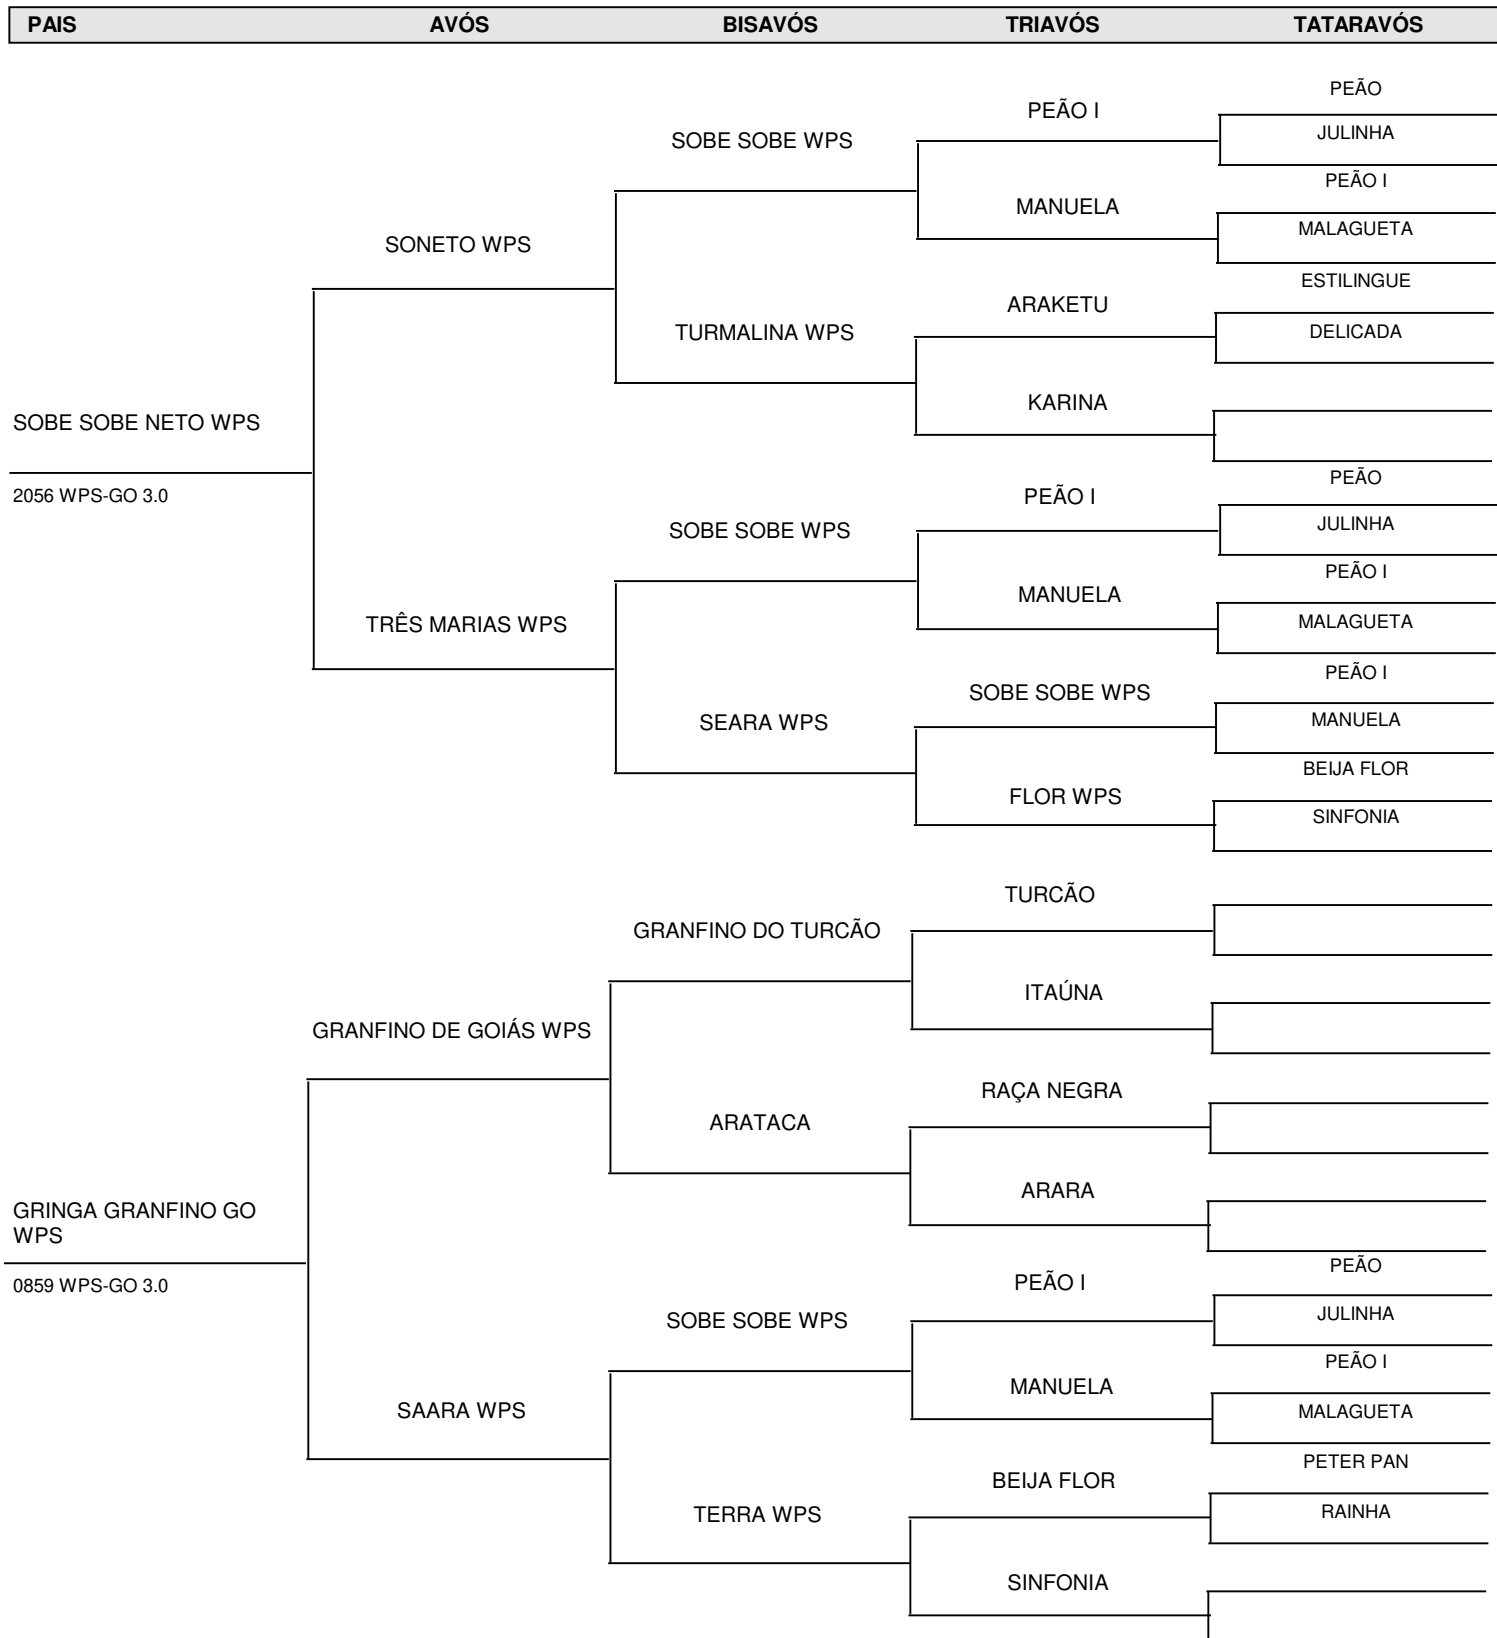 PAIS AVÓS BISAVÓS TRIAVÓS TATARAVÓS
PEÃO
PEÃO I
JULINHA
SOBE SOBE WPS
PEÃO I
MANUELA
MALAGUETA
SONETO WPS
ESTILINGUE
ARAKETU
TURMALINA WPS
DELICADA
KARINA
SOBE SOBE NETO WPS
PEÃO
2056 WPS-GO 3.0
PEÃO I
JULINHA
SOBE SOBE WPS
PEÃO I
MANUELA
MALAGUETA
TRÊS MARIAS WPS
PEÃO I
SOBE SOBE WPS
SEARA WPS
MANUELA
BEIJA FLOR
FLOR WPS
SINFONIA
TURCÃO
GRANFINO DO TURCÃO
ITAÚNA
GRANFINO DE GOIÁS WPS
RAÇA NEGRA
ARATACA
ARARA
GRINGA GRANFINO GO
WPS
PEÃO
0859 WPS-GO 3.0
PEÃO I
JULINHA
SOBE SOBE WPS
PEÃO I
MANUELA
MALAGUETA
SAARA WPS
PETER PAN
BEIJA FLOR
RAINHA
TERRA WPS
SINFONIA